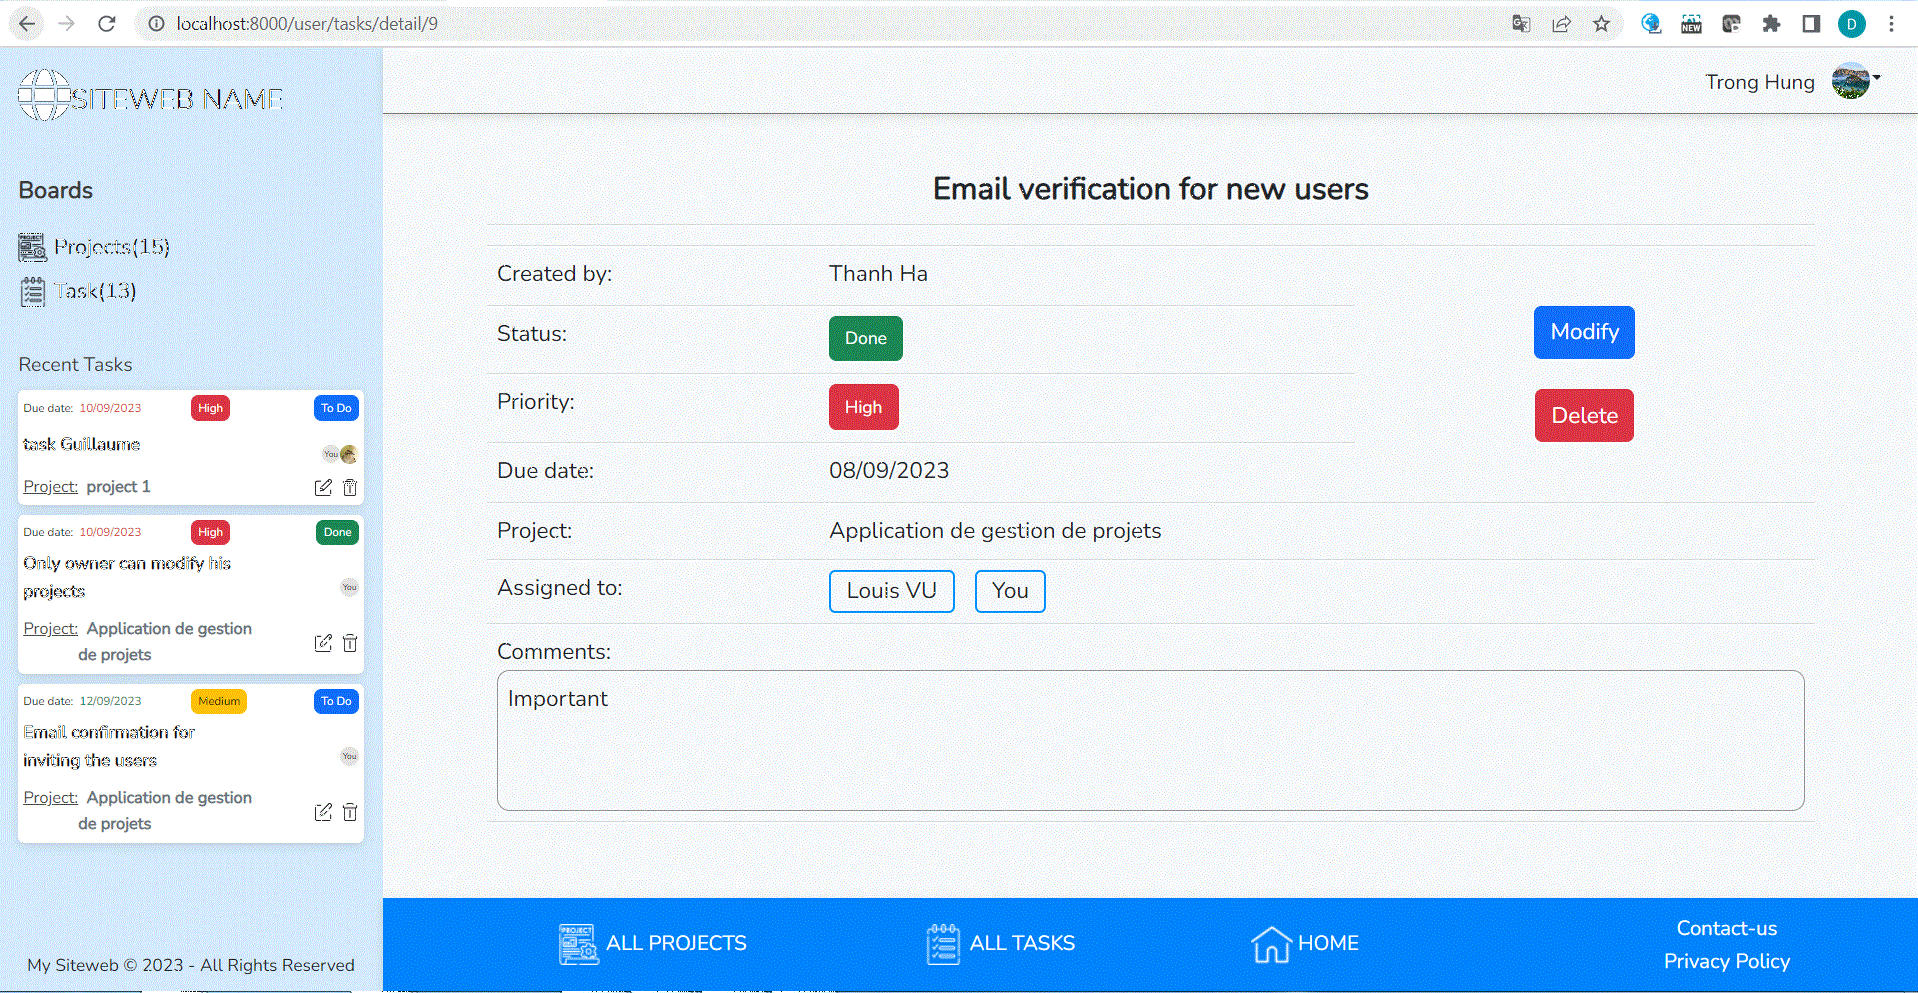 localhost:8000/user/tasks/detail/9
NEW
D
SITEWEB NAME
Trong Hung
Boards
PROJECT
Projects(15)
Task(13)
Recent Tasks
Due date: 10/09/2023 High To Do
task Guillaume
You
Project: project 1
Due date: 10/09/2023 High Done
Only owner can modify his
projects
You
Project: Application de gestion
de projets
Due date: 12/09/2023 Medium To Do
Email confirmation for
inviting the users
You
Project: Application de gestion
de projets
My Siteweb © 2023 - All Rights Reserved
Email verification for new users
Created by: Thanh Ha
Status: Done
Modify
Priority: High
Delete
Due date: 08/09/2023
Project: Application de gestion de projets
Assigned to: Louis VU You
Comments:
Important
PROJECT
ALL PROJECTS
ALL TASKS
HOME
Contact-us
Privacy Policy